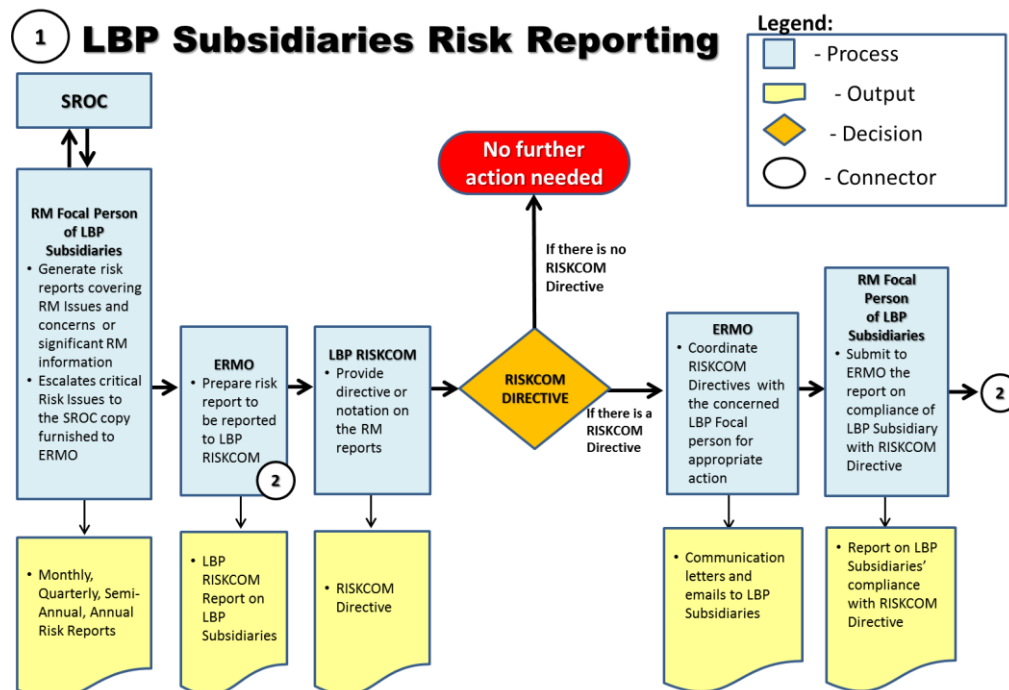 1 LBP Subsidiaries Risk Reporting
Legend:
- Process
- Output
- Decision
- Connector
SROC
RM Focal Person
of LBP
Subsidiaries
• Generate risk
reports covering
RM Issues and
concerns or
significant RM
information
• Escalates critical
Risk Issues to
the SROC copy
furnished to
ERMO
ERMO
• Prepare risk
report to
be reported
to LBP
RISKCOM
2
LBP RISKCOM
• Provide
directive or
notation on
the RM
reports
No further
action needed
If there is no
RISKCOM
Directive
RISKCOM
DIRECTIVE
If there is a
RISKCOM
Directive
ERMO
• Coordinate
RISKCOM
Directives with
the concerned
LBP Focal
person for
appropriate
action
RM Focal
Person
of LBP
Subsidiaries
• Submit to
ERMO the
report on
compliance of
LBP Subsidiary
with RISKCOM
Directive
2
• Monthly,
Quarterly, Semi-
Annual, Annual
Risk Reports
• LBP
RISKCOM
Report on
LBP
Subsidiaries
• RISKCOM
Directive
• Communication
letters and
emails to LBP
Subsidiaries
• Report on LBP
Subsidiaries’
compliance
with RISKCOM
Directive